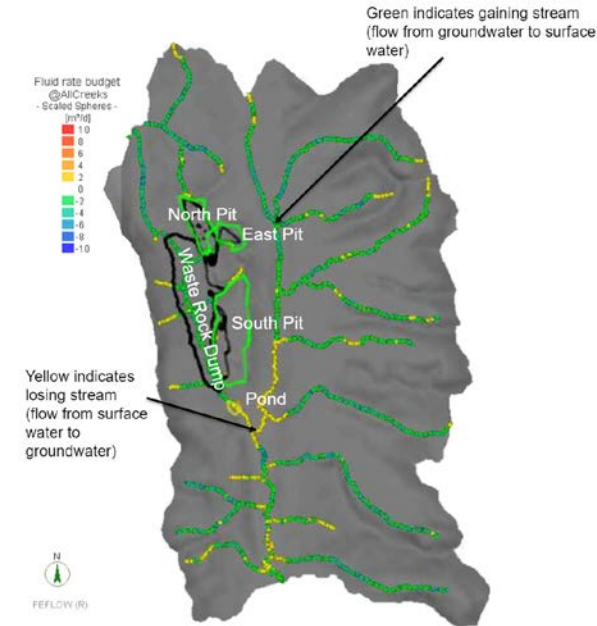 Green indicates gaining stream
(flow from groundwater to surface
water)
Fluid rate budget
@AllCreeks
- Scaled Spheres -
[m³/d]
10
8
6
4
2
0
-2
-4
-6
-8
-10
North Pit
East Pit
Waste Rock Dump
South Pit
Pond
Yellow indicates
losing stream
(flow from surface
water to
groundwater)
N
FEFLOW (R)